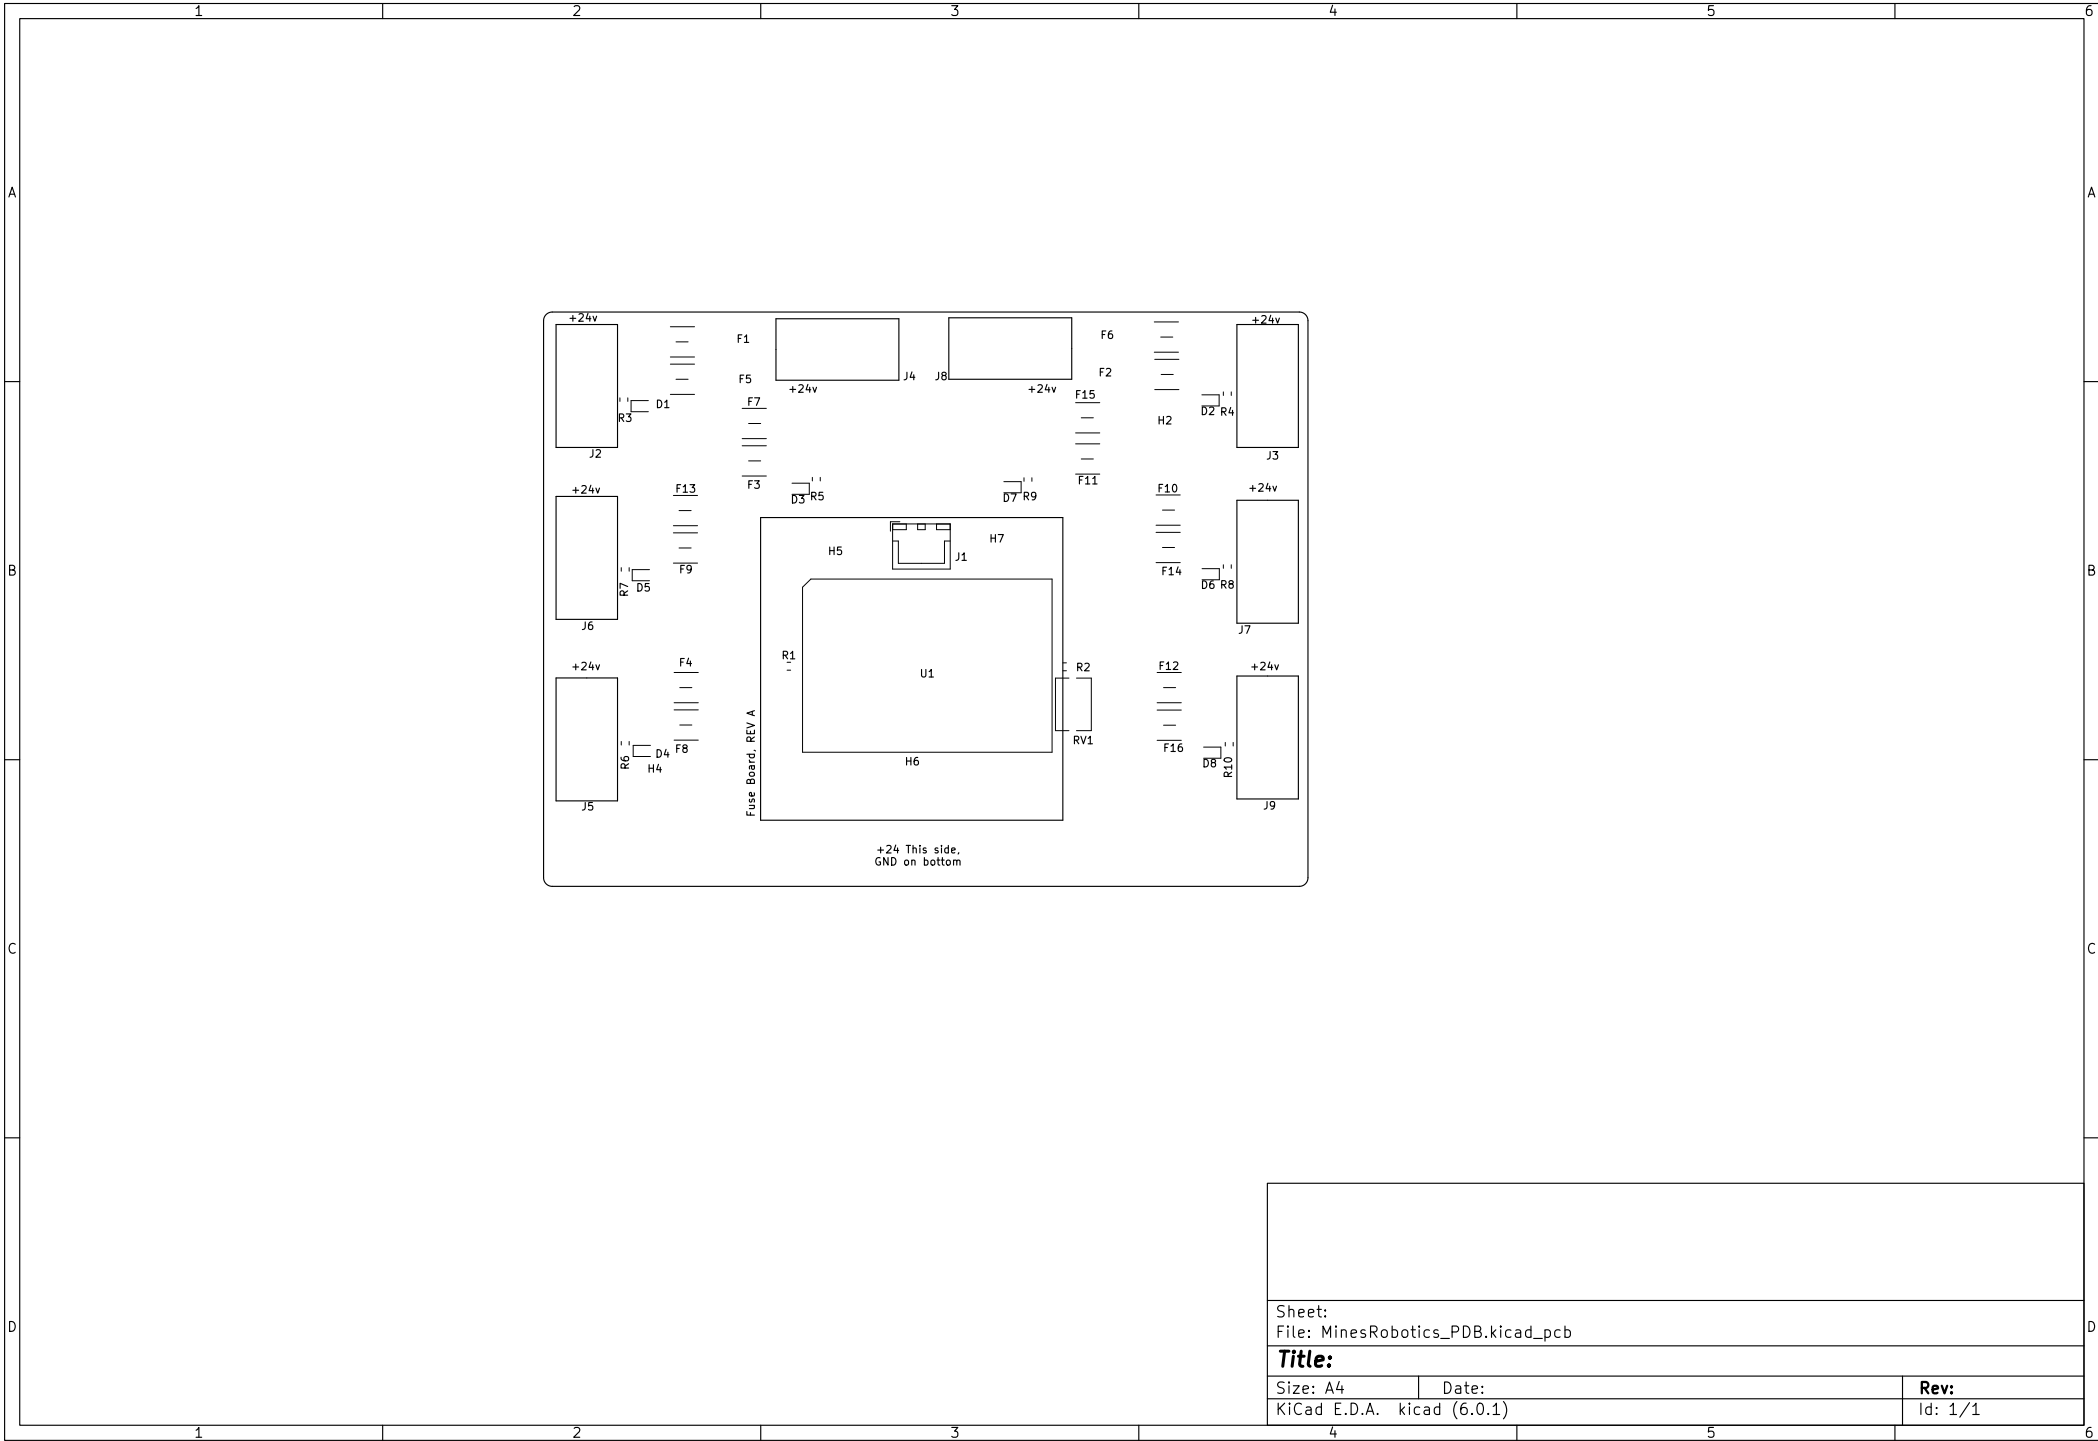 1 2 3 4 5 6
A A
+24v +24v
F1 F6
F5 J4 J8 F2
+24v +24v
D1 F7 F15
R3 H2 D2 R4
J2 J3
+24v F13 F3 F11 F10 +24v
D3 R5 D7 R9
H5 H7
J1
B F9 F14 B
R7 D5 D6 R8
J6 J7
+24v F4 R1 R2 F12 +24v
U1
RV1
F8 F16
R6 D4 H4 H6 D8 R10
Fuse Board, REV A
J5 J9
+24 This side,
GND on bottom
C C
Sheet:
File: MinesRobotics_PDB.kicad_pcb
D D
Title:
Size: A4 Date: Rev:
KiCad E.D.A. kicad (6.0.1) Id: 1/1
1 2 3 4 5 6